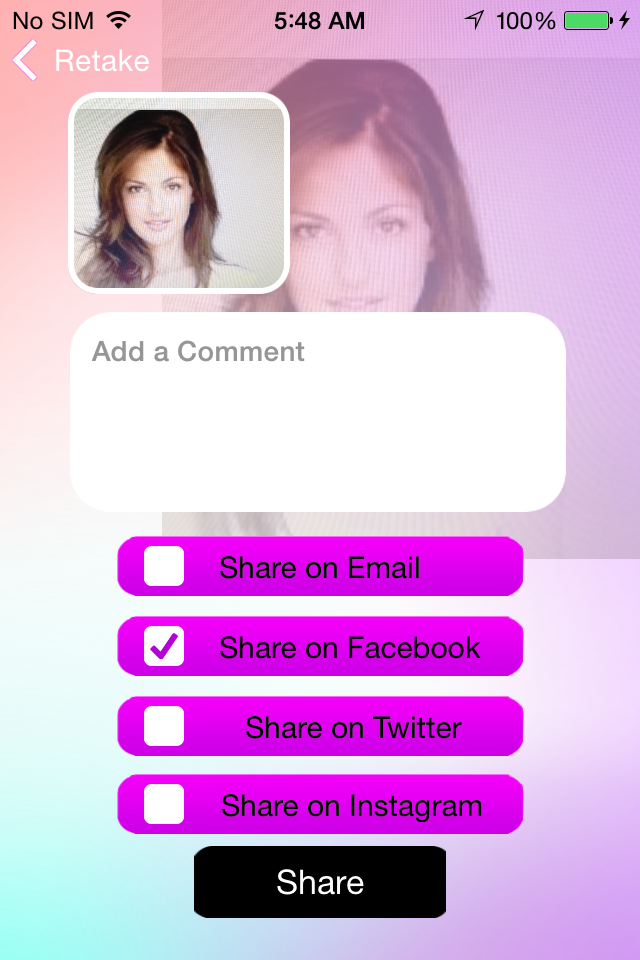 No SIM 5:48 AM 100%
Retake
Add a Comment
Share on Email
Share on Facebook
Share on Twitter
Share on Instagram
Share